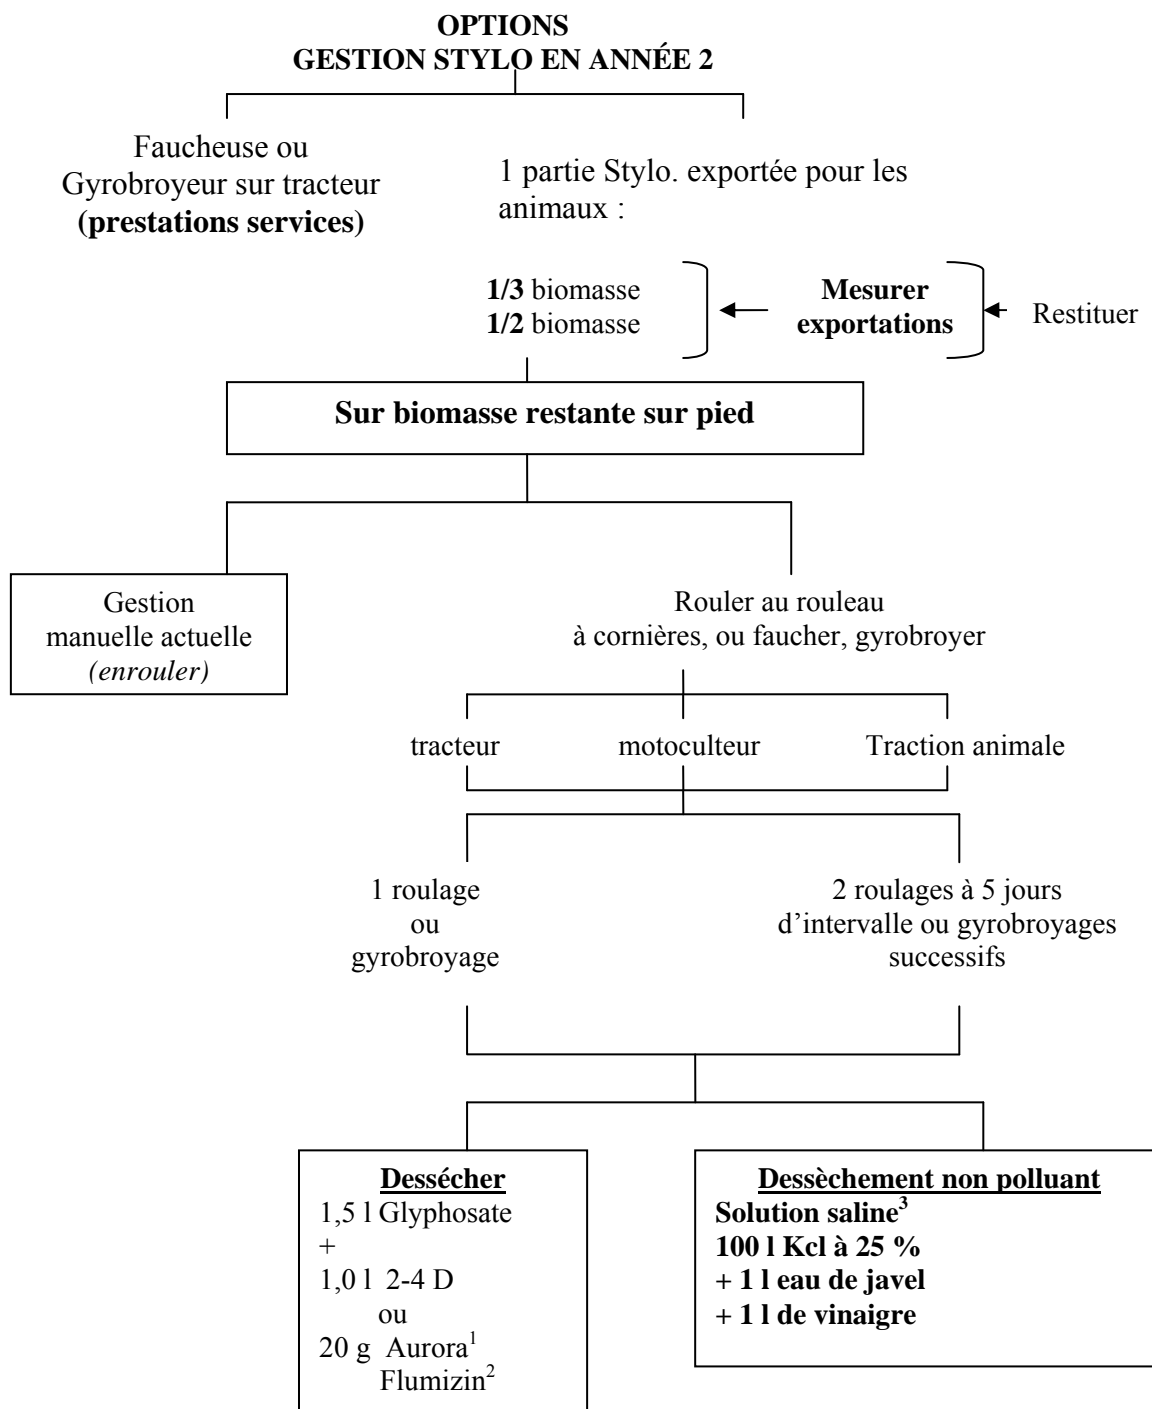 OPTIONS
GESTION STYLO EN ANNÉE 2
Faucheuse ou
Gyrobroyeur sur tracteur
(prestations services)
1 partie Stylo. exportée pour les
animaux :
1/3 biomasse
1/2 biomasse
Mesurer
exportations
Restituer
Sur biomasse restante sur pied
Gestion
manuelle actuelle
(enrouler)
Rouler au rouleau
à cornières, ou faucher, gyrobroyer
tracteur
motoculteur
Traction animale
1 roulage
ou
gyrobroyage
2 roulages à 5 jours
d’intervalle ou gyrobroyages
successifs
Dessécher
1,5 l Glyphosate
+
1,0 l 2-4 D
ou
20 g Aurora¹
Flumizin²
Dessèchement non polluant
Solution saline³
100 l Kcl à 25 %
+ 1 l eau de javel
+ 1 l de vinaigre